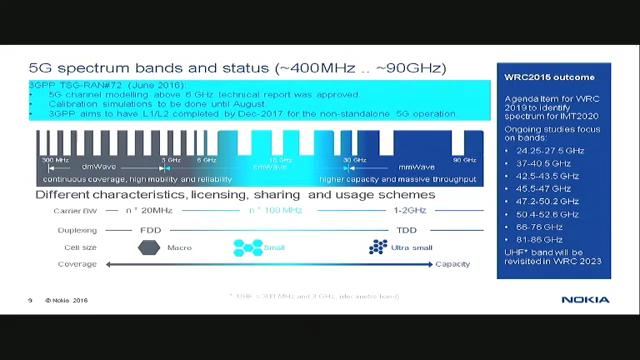 5G spectrum bands and status (~400MHz .. ~90GHz)
3GPP TSG-RAN#72 (June 2016):
• 5G channel modelling above 6 GHz technical report was approved.
• Calibration simulations to be done until August
• 3GPP aims to have L1/L2 completed by Dec-2017 for the non-standalone 5G operation.
300 MHz 3 GHz 6 GHz 30 GHz 90 GHz
dmWave cmWave mmWave
continuous coverage, high mobility and reliability higher capacity and massive throughput
Different characteristics, licensing, sharing and usage schemes
Carrier BW n * 20MHz n * 100 MHz 1-2GHz
Duplexing FDD TDD
Cell size Macro Small Ultra small
Coverage Capacity
WRC2015 outcome
Agenda Item for WRC
2019 to identify
spectrum for IMT2020
Ongoing studies focus
on bands:
• 24.25-27.5 GHz
• 37-40.5 GHz
• 42.5-43.5 GHz
• 45.5-47 GHz
• 47.2-50.2 GHz
• 50.4-52.6 GHz
• 66-76 GHz
• 81-86 GHz
UHF* band will be
revisited in WRC 2023
* UHF = 300 MHz and 3 GHz, (decimetre band)
9 © Nokia 2016
NOKIA